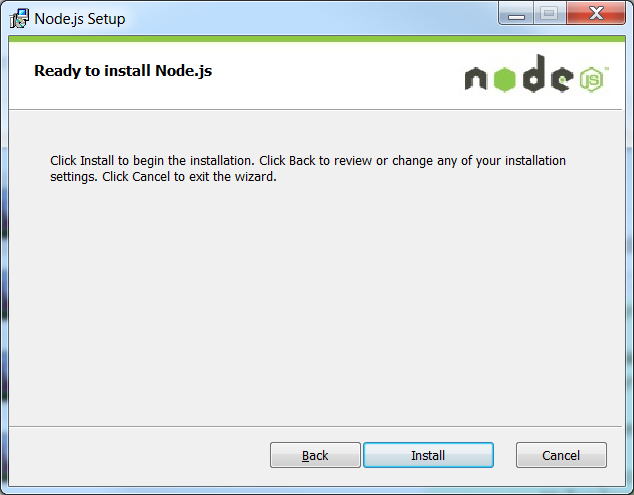 Node.js Setup
Ready to install Node.js
node JS™
Click Install to begin the installation. Click Back to review or change any of your installation
settings. Click Cancel to exit the wizard.
Back Install Cancel